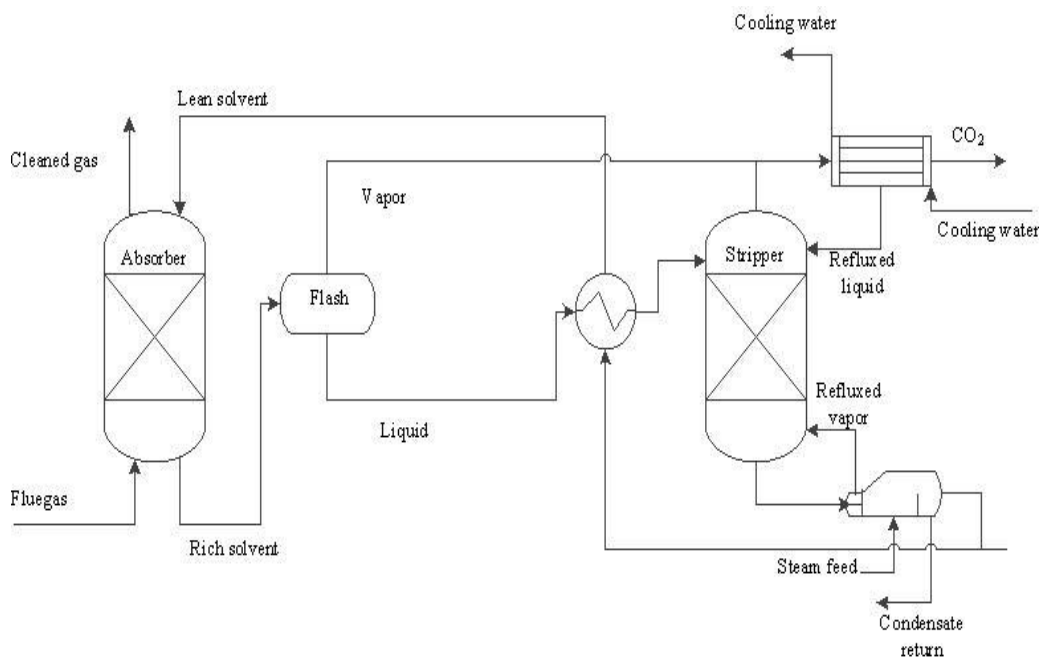 Cooling water
Lean solvent
Cleaned gas
CO₂
Vapor
Cooling water
Absorber
Stripper
Refluxed
liquid
Flash
Refluxed
vapor
Liquid
Fluegas
Rich solvent
Steam feed
Condensate
return